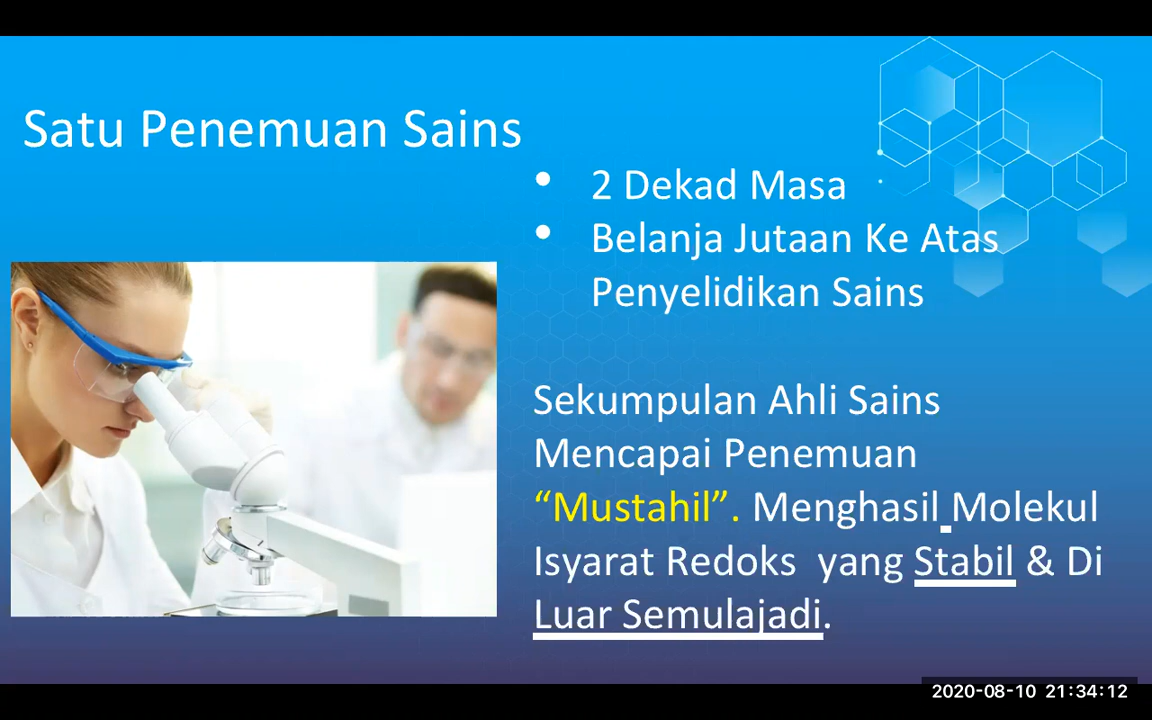 Satu Penemuan Sains
• 2 Dekad Masa
• Belanja Jutaan Ke Atas
Penyelidikan Sains
Sekumpulan Ahli Sains
Mencapai Penemuan
“Mustahil”. Menghasil Molekul
Isyarat Redoks  yang Stabil & Di
Luar Semulajadi.
2020-08-10 21:34:12